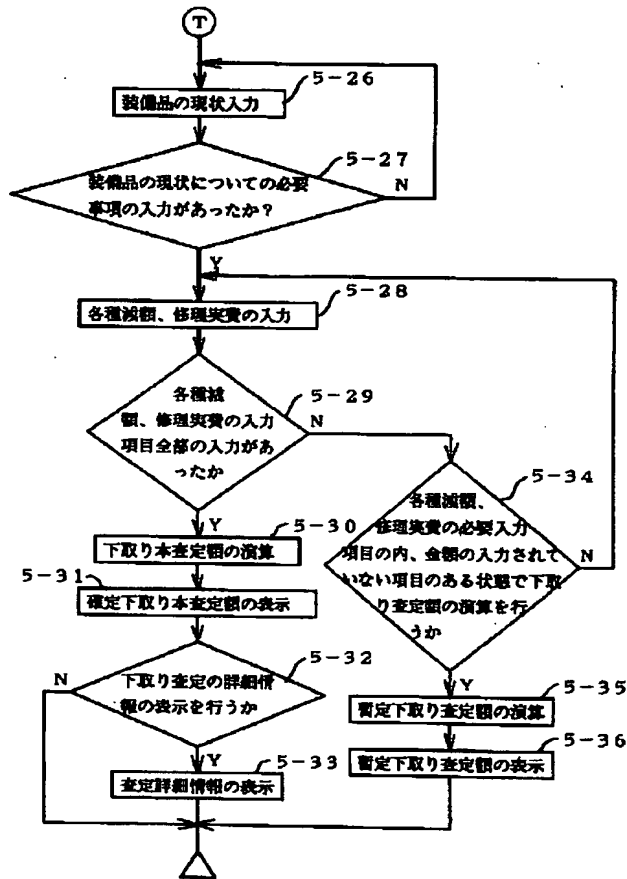 T
5-26
装備品の現状入力
5-27
装備品の現状についての必要
事項の入力があったか?
N
Y
5-28
各種減額、修理実費の入力
5-29
各種減
額、修理実費の入力
項目全部の入力があ
ったか
N
Y
5-34
各種減額、
修理実費の必要入力
項目の内、金額の入力されて
いない項目のある状態で下取
り査定額の演算を行
うか
N
Y
5-30
下取り本査定額の演算
5-31
確定下取り本査定額の表示
5-32
下取り査定の詳細情
報の表示を行うか
N
Y
5-33
査定詳細情報の表示
5-35
暫定下取り査定額の演算
5-36
暫定下取り査定額の表示